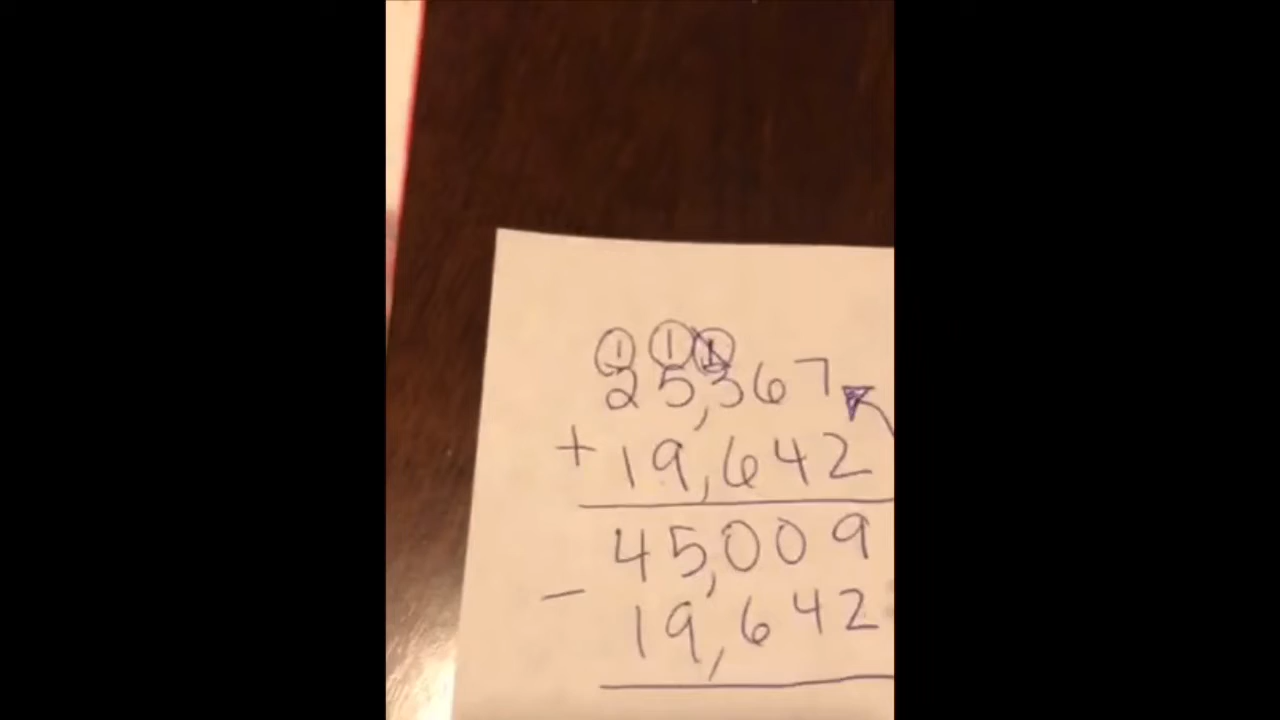 1 1 1
25,367
+ 19,642
45,009
- 19,642